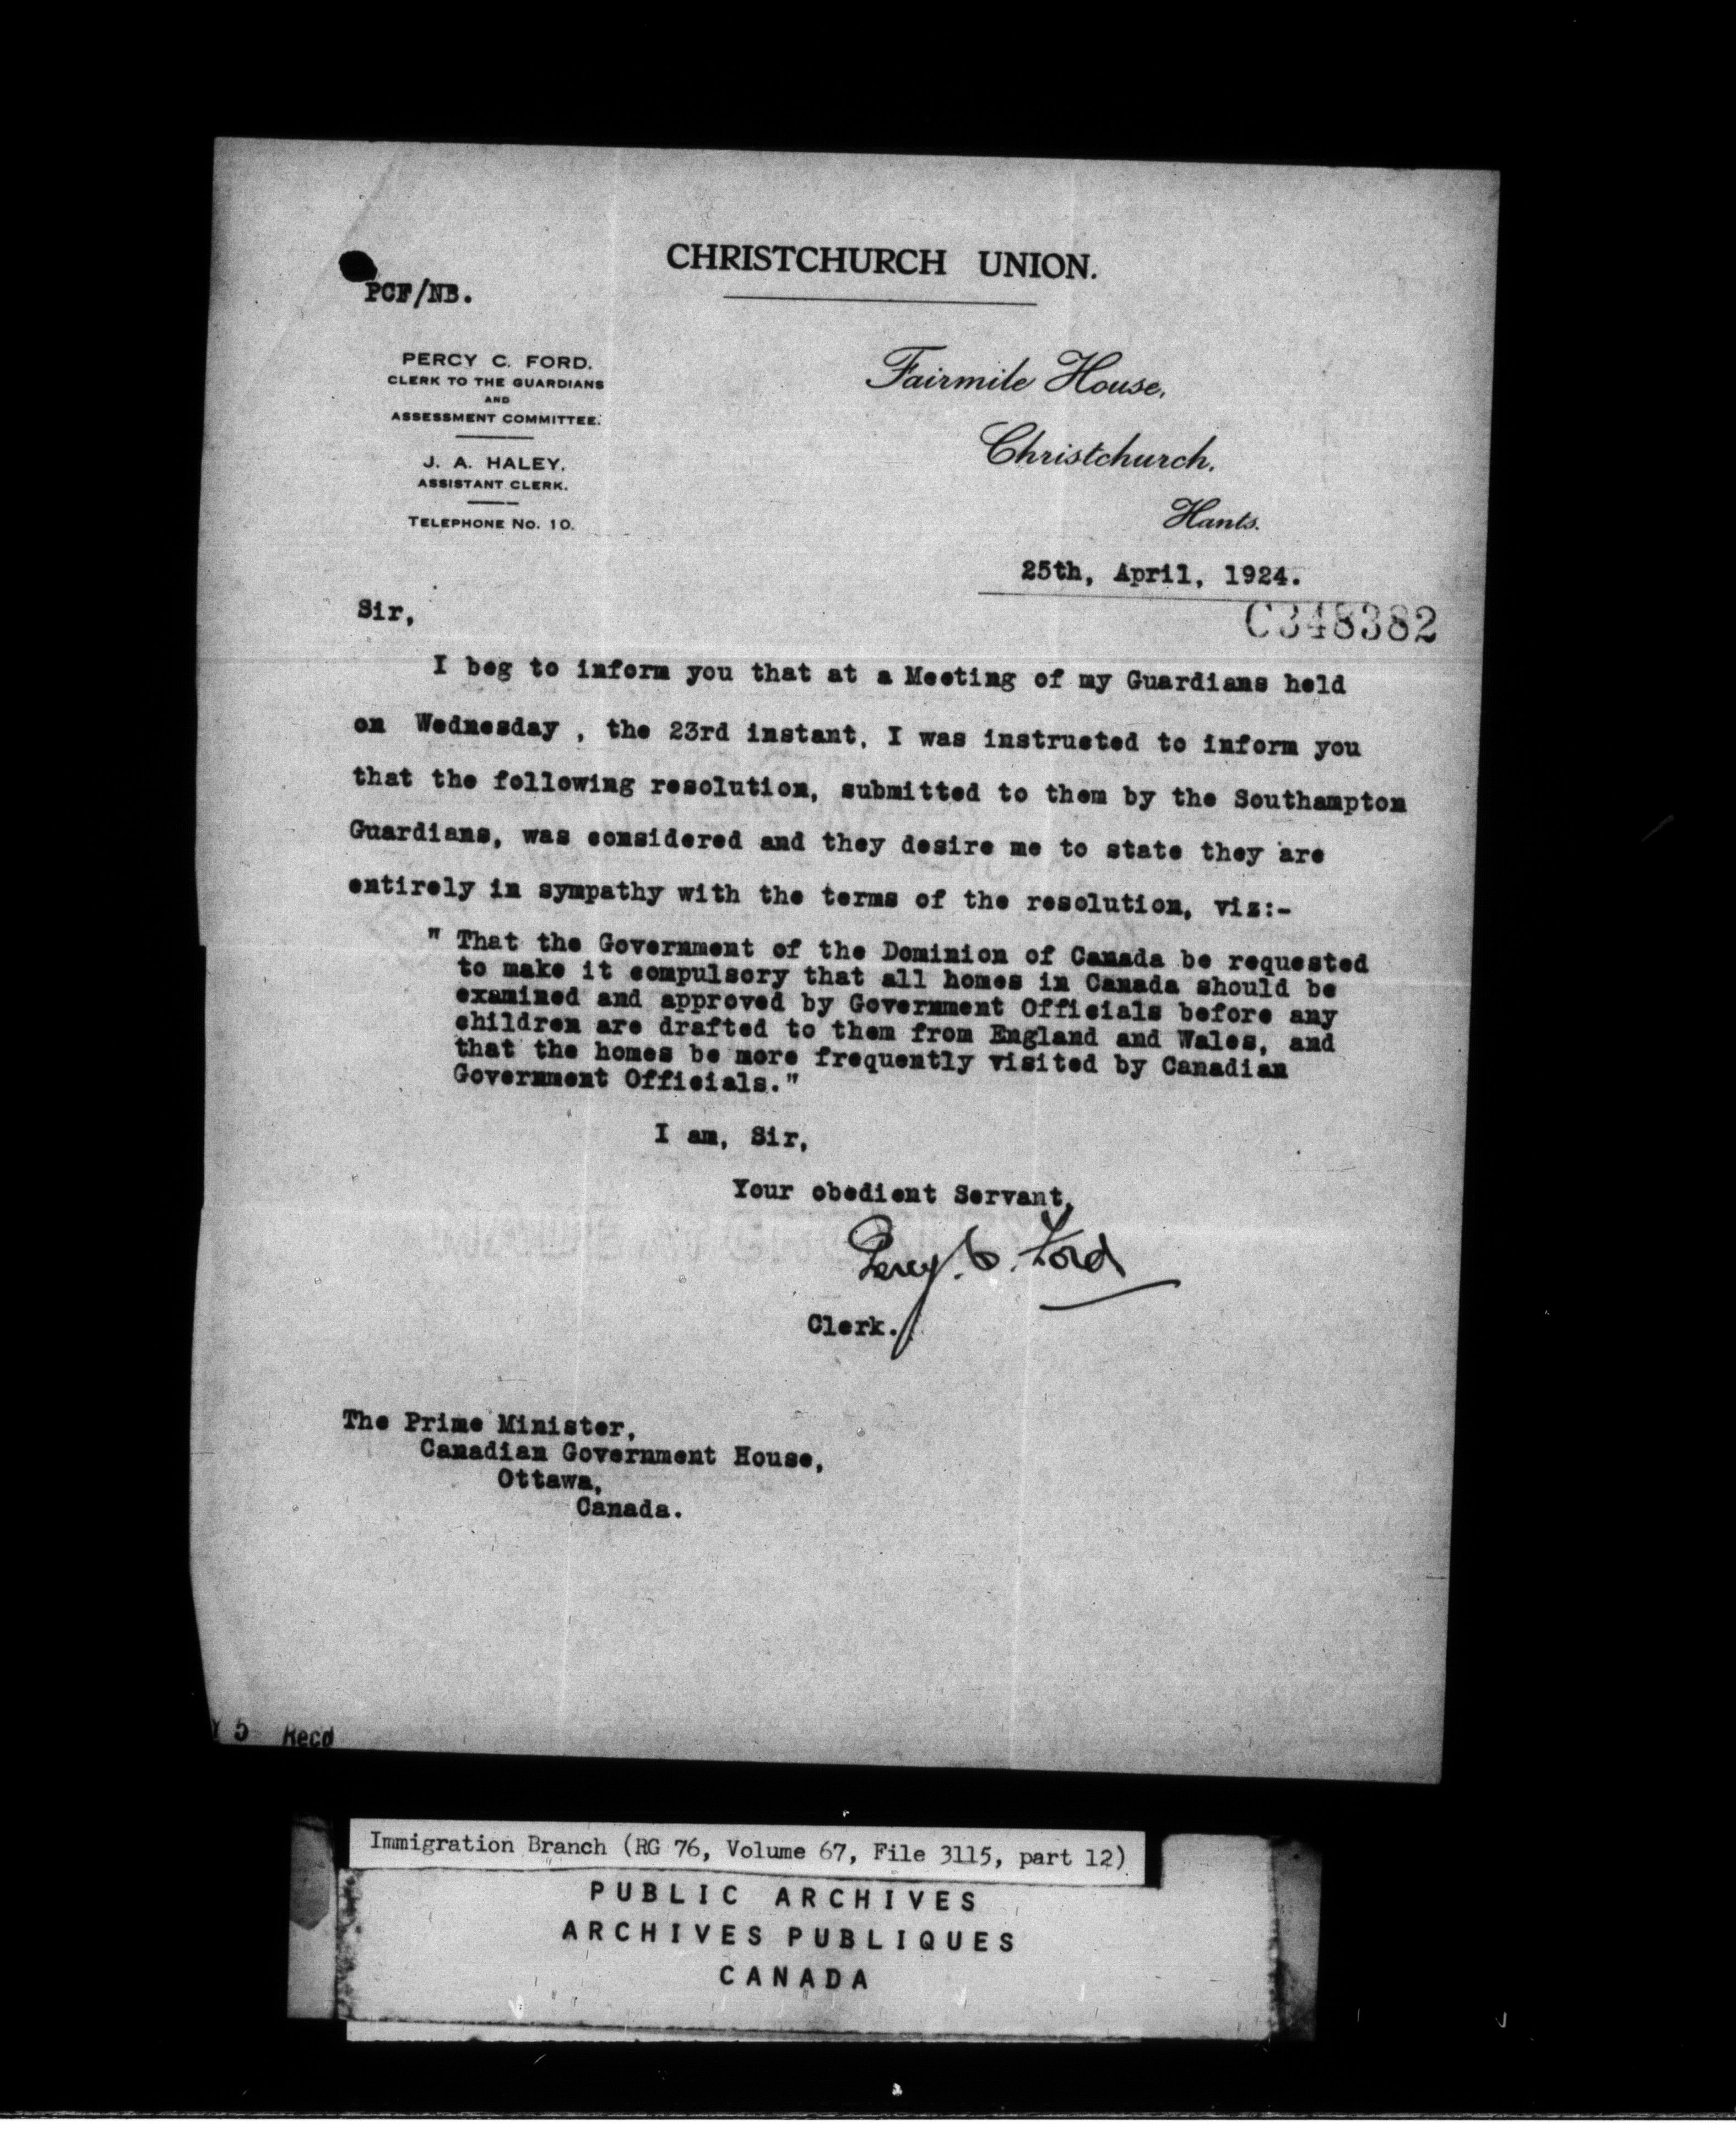 CHRISTCHURCH UNION.
PCF/NB.
PERCY C. FORD.
CLERK TO THE GUARDIANS
AND
ASSESSMENT COMMITTEE.
J. A. HALEY.
ASSISTANT CLERK.
TELEPHONE No. 10.
Fairmile House,
Christchurch,
Hants.
25th, April, 1924.
C348382
Sir,
I beg to inform you that at a Meeting of my Guardians held
on Wednesday , the 23rd instant, I was instructed to inform you
that the following resolution, submitted to them by the Southampton
Guardians, was considered and they desire me to state they are
entirely in sympathy with the terms of the resolution, viz:-
" That the Government of the Dominion of Canada be requested
to make it compulsory that all homes in Canada should be
examined and approved by Government Officials before any
children are drafted to them from England and Wales, and
that the homes be more frequently visited by Canadian
Government Officials."
I am, Sir,
Your obedient Servant,
Percy. C. Ford
Clerk.
The Prime Minister,
Canadian Government House,
Ottawa,
Canada.
5 Recd
Immigration Branch (RG 76, Volume 67, File 3115, part 12)
PUBLIC ARCHIVES
ARCHIVES PUBLIQUES
CANADA